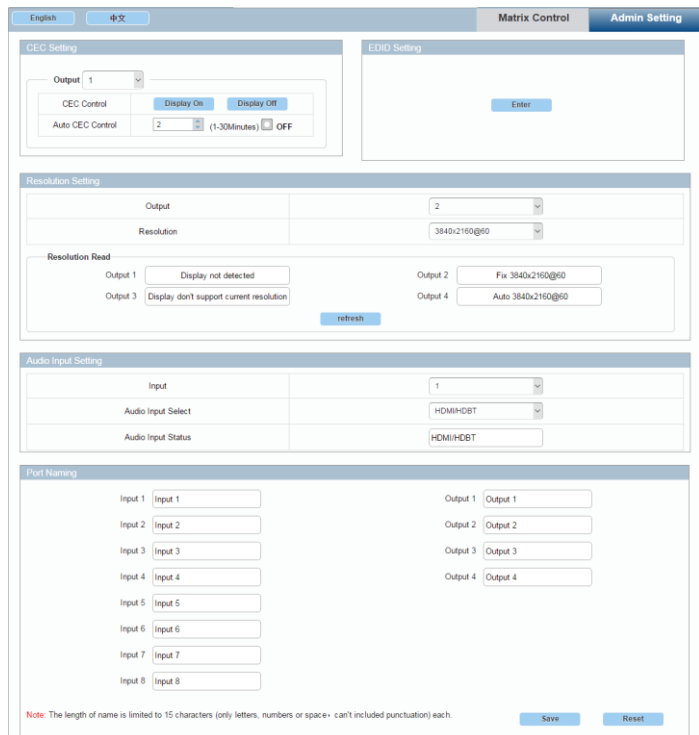 English 中文 Matrix Control Admin Setting
CEC Setting
Output 1
CEC Control Display On Display Off
Auto CEC Control 2 (1-30Minutes) OFF
EDID Setting
Enter
Resolution Setting
Output 2
Resolution 3840x2160@60
Resolution Read
Output 1 Display not detected Output 2 Fix 3840x2160@60
Output 3 Display don't support current resolution Output 4 Auto 3840x2160@60
refresh
Audio Input Setting
Input 1
Audio Input Select HDMI/HDBT
Audio Input Status HDMI/HDBT
Port Naming
Input 1 Input 1 Output 1 Output 1
Input 2 Input 2 Output 2 Output 2
Input 3 Input 3 Output 3 Output 3
Input 4 Input 4 Output 4 Output 4
Input 5 Input 5
Input 6 Input 6
Input 7 Input 7
Input 8 Input 8
Note: The length of name is limited to 15 characters (only letters, numbers or space，can't included punctuation) each.
Save Reset